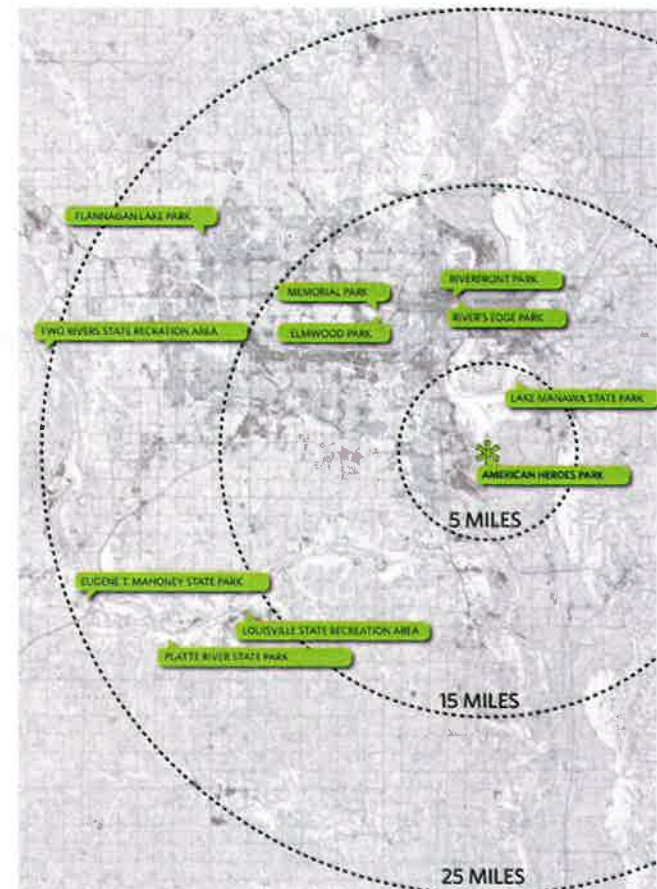 FLANNAGAN LAKE PARK
MEMORIAL PARK
RIVERFRONT PARK
TWO RIVERS STATE RECREATION AREA
ELMWOOD PARK
RIVER'S EDGE PARK
LAKE MANAWA STATE PARK
AMERICAN HEROES PARK
5 MILES
EUGENE T. MAHONEY STATE PARK
LOUISVILLE STATE RECREATION AREA
PLATTE RIVER STATE PARK
15 MILES
25 MILES